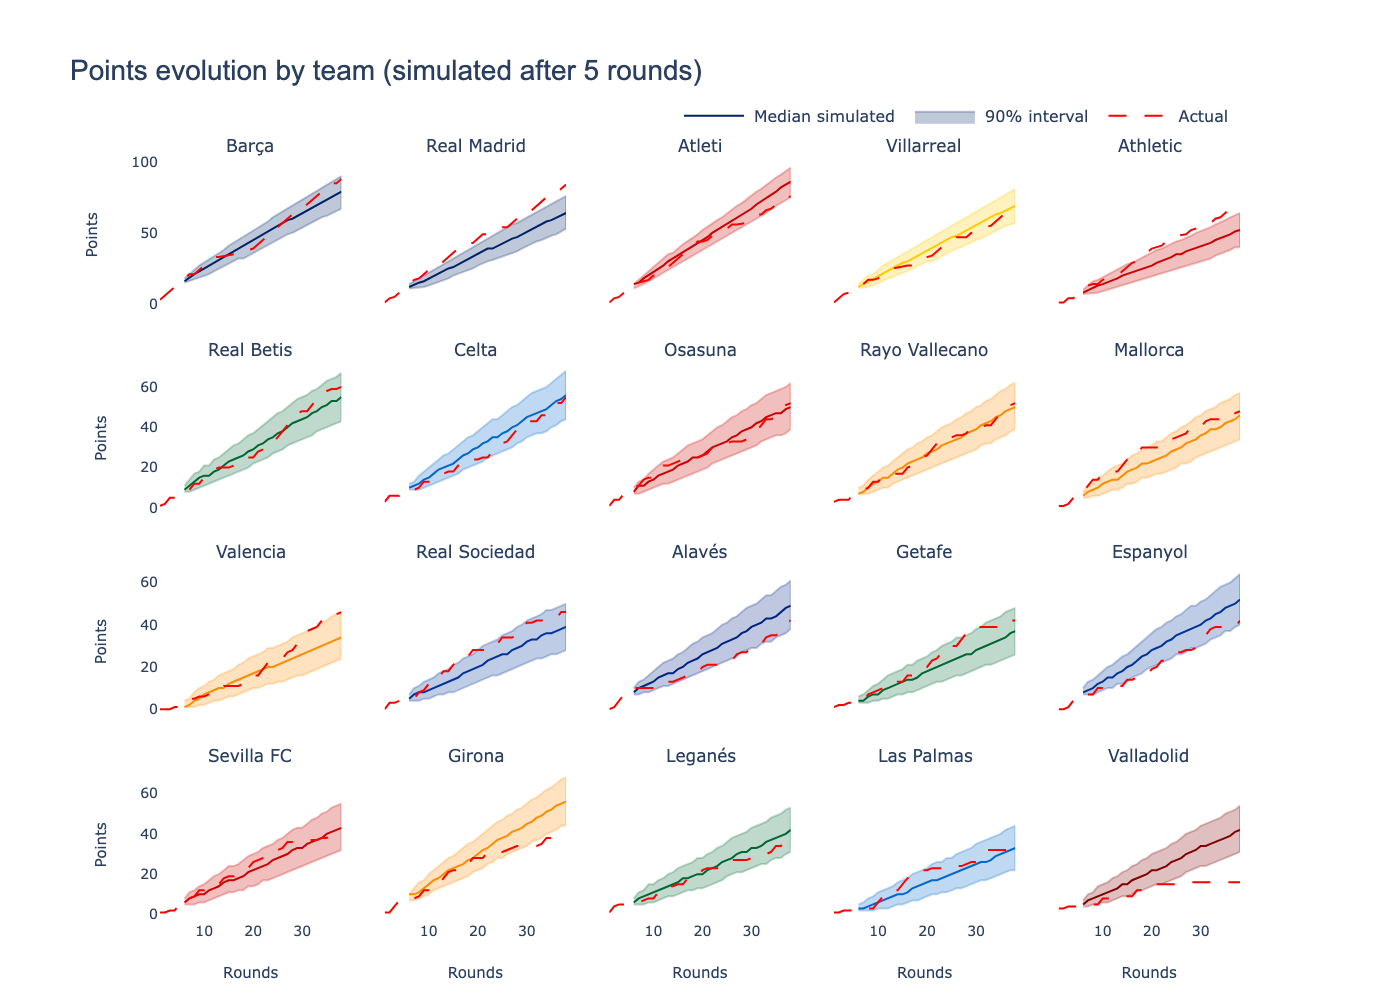 Points evolution by team (simulated after 5 rounds)
Median simulated 90% interval Actual
Barça Real Madrid Atleti Villarreal Athletic
100
50
0
Points
Real Betis Celta Osasuna Rayo Vallecano Mallorca
60
40
20
0
Points
Valencia Real Sociedad Alavés Getafe Espanyol
60
40
20
0
Points
Sevilla FC Girona Leganés Las Palmas Valladolid
60
40
20
0
Points
10 20 30 10 20 30 10 20 30 10 20 30 10 20 30
Rounds Rounds Rounds Rounds Rounds